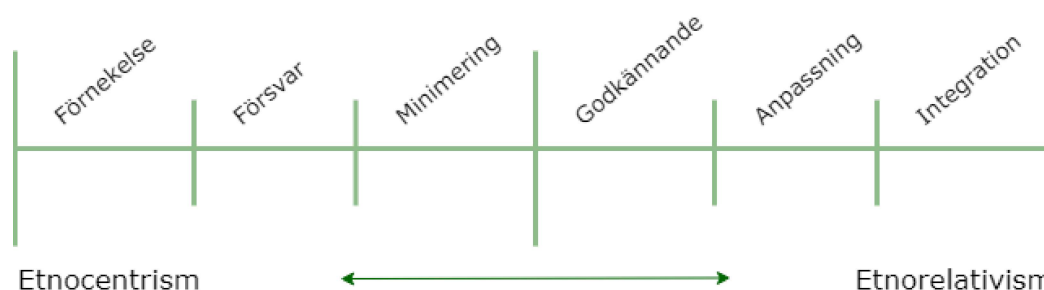 Förnekelse
Försvar
Minimering
Godkännande
Anpassning
Integration
Etnocentrism
Etnorelativism